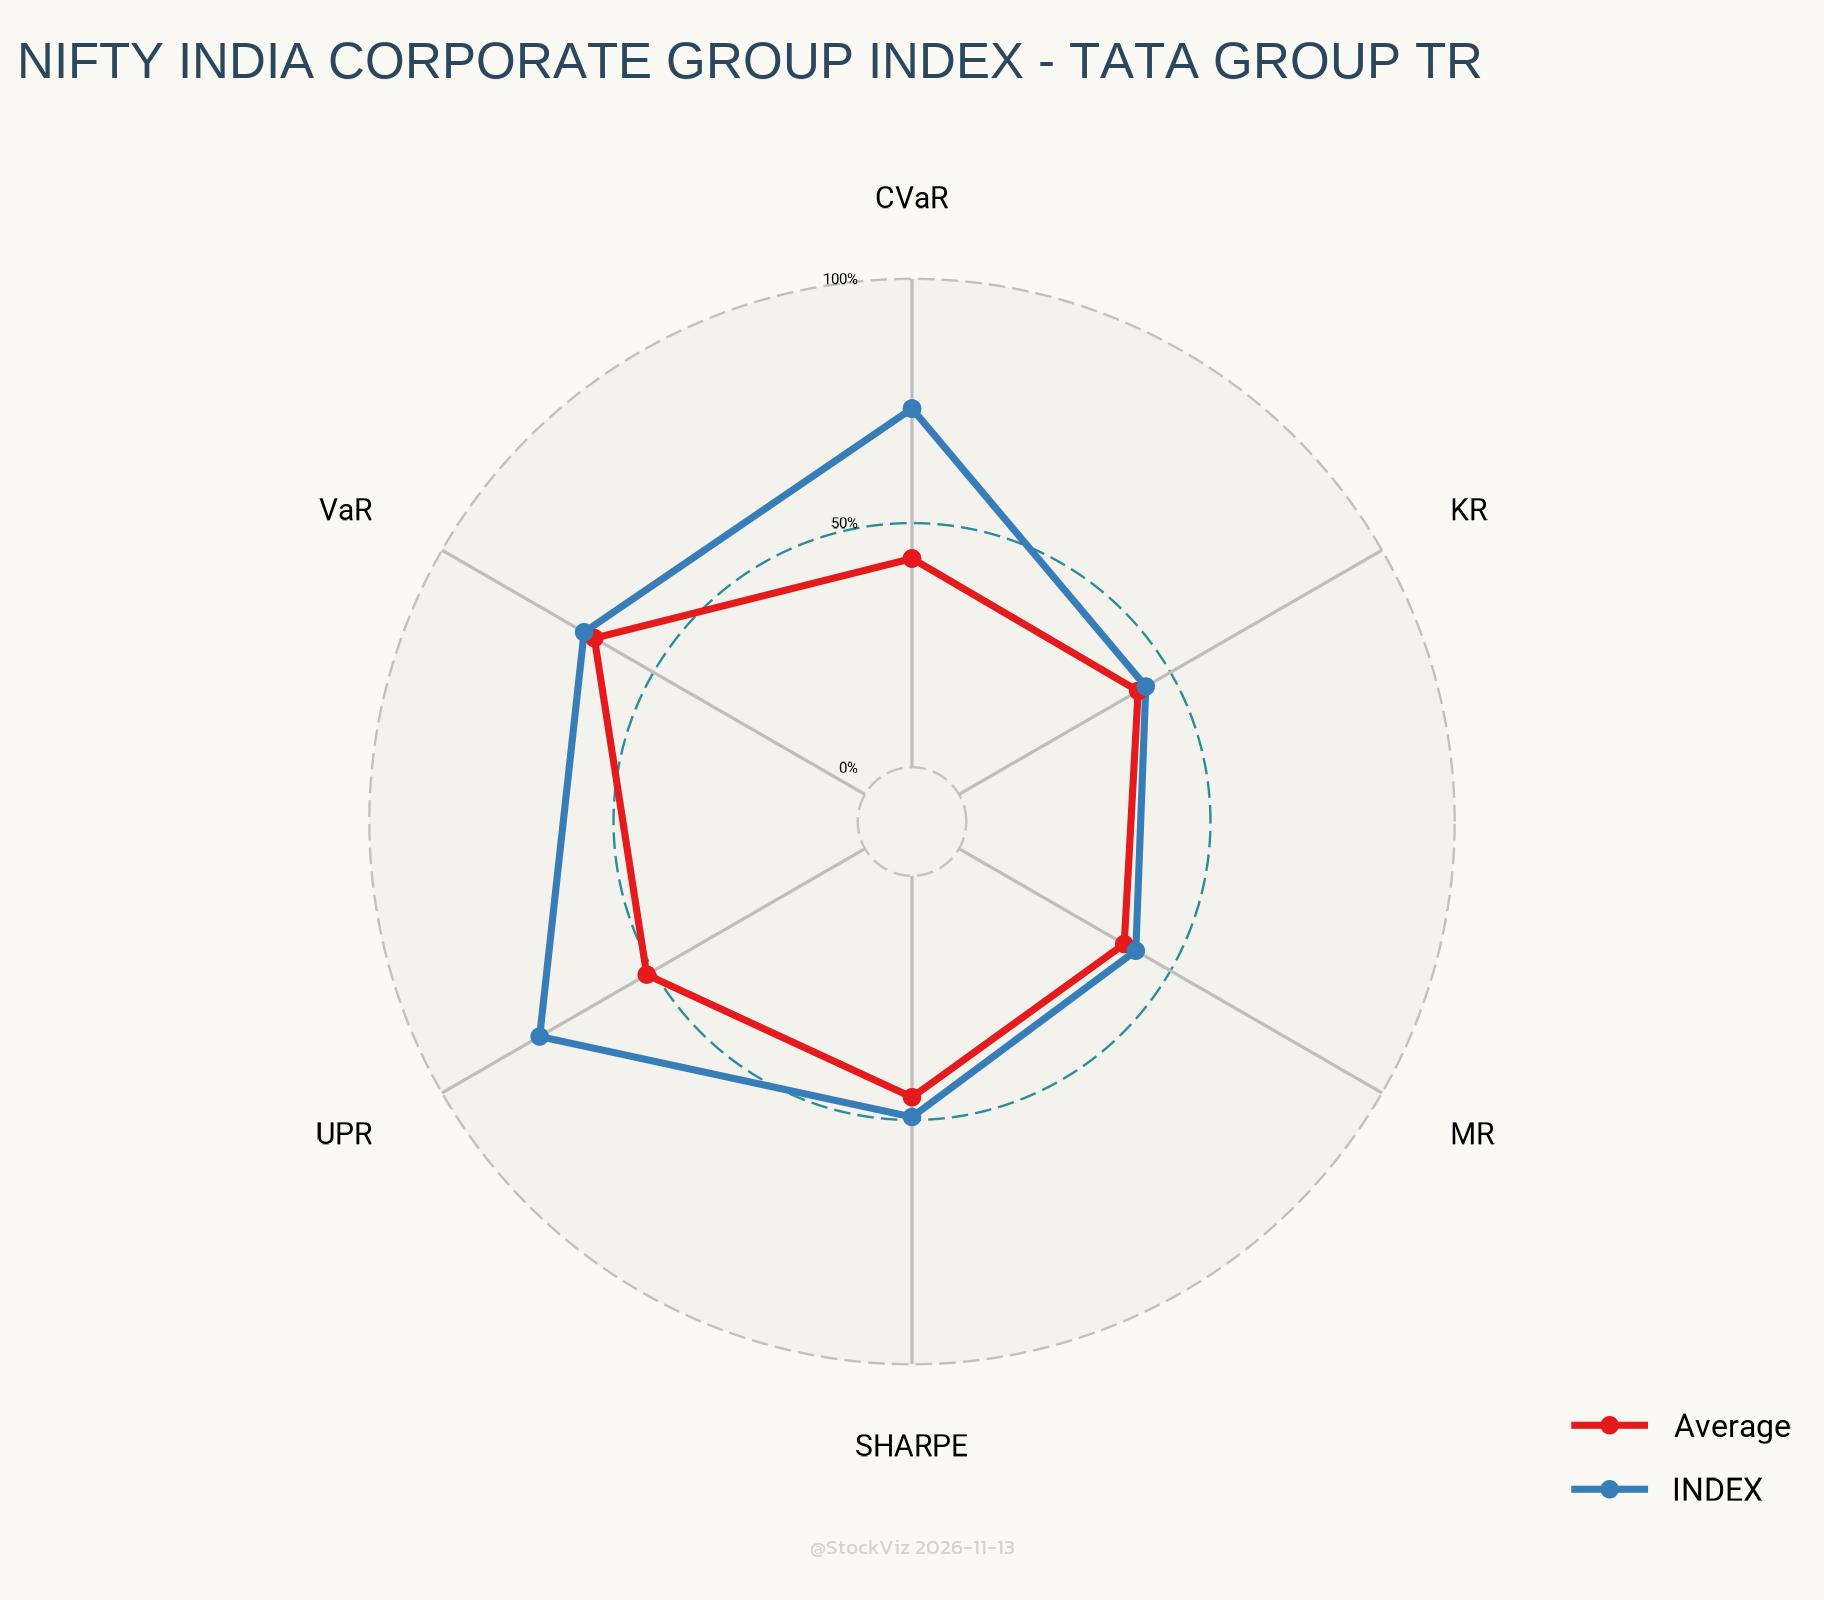 NIFTY INDIA CORPORATE GROUP INDEX - TATA GROUP TR
CVaR
100%
VaR
KR
50%
0%
UPR
MR
SHARPE
Average
INDEX
@StockViz 2026-11-13